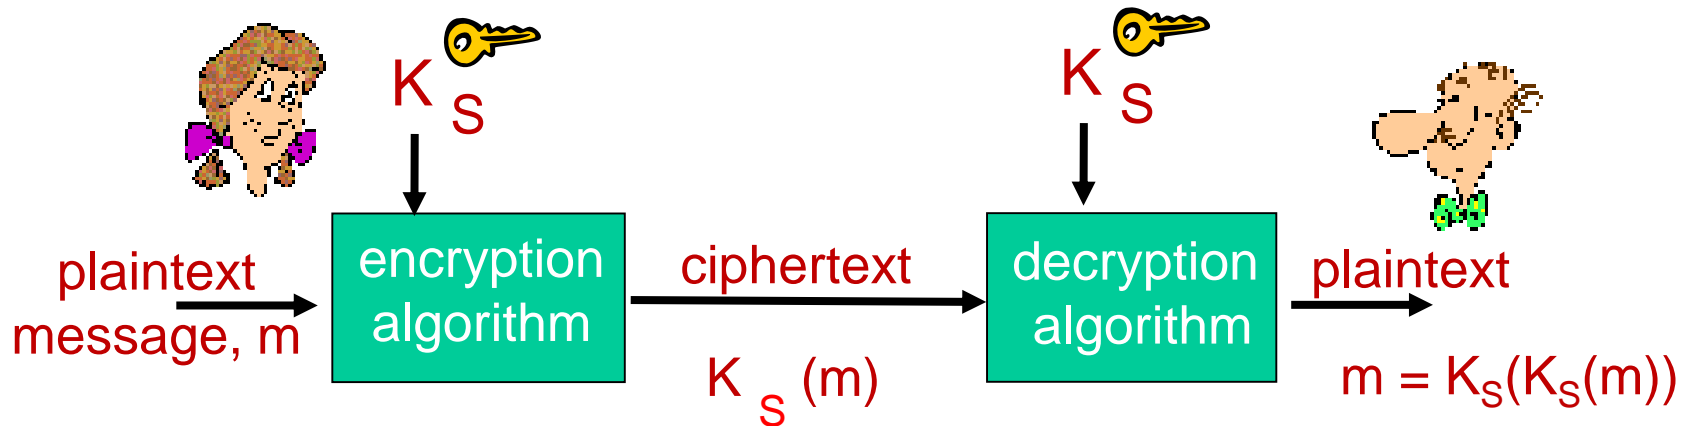 K S
K S
plaintext
message, m
encryption
algorithm
ciphertext
K S (m)
decryption
algorithm
plaintext
m = KS(KS(m))